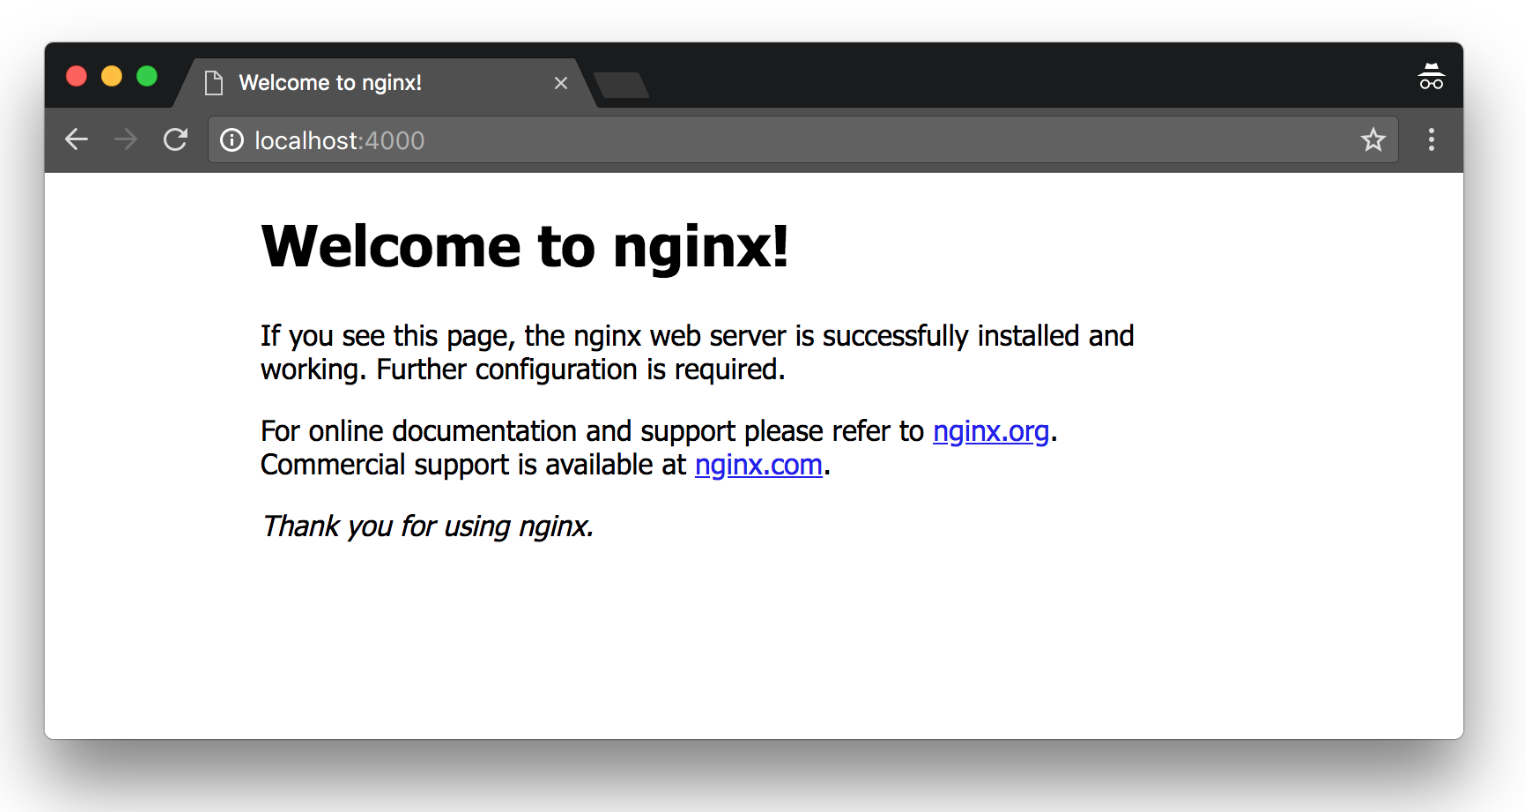 Welcome to nginx!
localhost:4000
Welcome to nginx!
If you see this page, the nginx web server is successfully installed and
working. Further configuration is required.
For online documentation and support please refer to nginx.org.
Commercial support is available at nginx.com.
Thank you for using nginx.